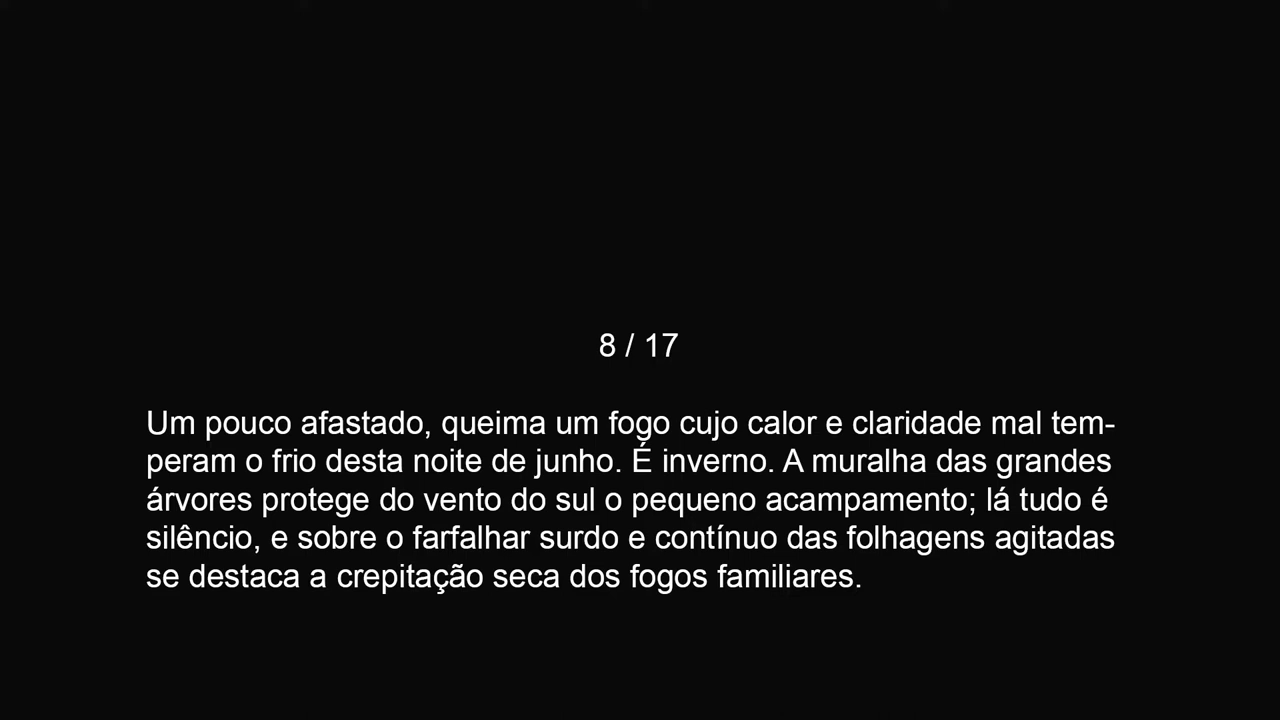 8 / 17
Um pouco afastado, queima um fogo cujo calor e claridade mal tem-
peram o frio desta noite de junho. É inverno. A muralha das grandes
árvores protege do vento do sul o pequeno acampamento; lá tudo é
silêncio, e sobre o farfalhar surdo e contínuo das folhagens agitadas
se destaca a crepitação seca dos fogos familiares.